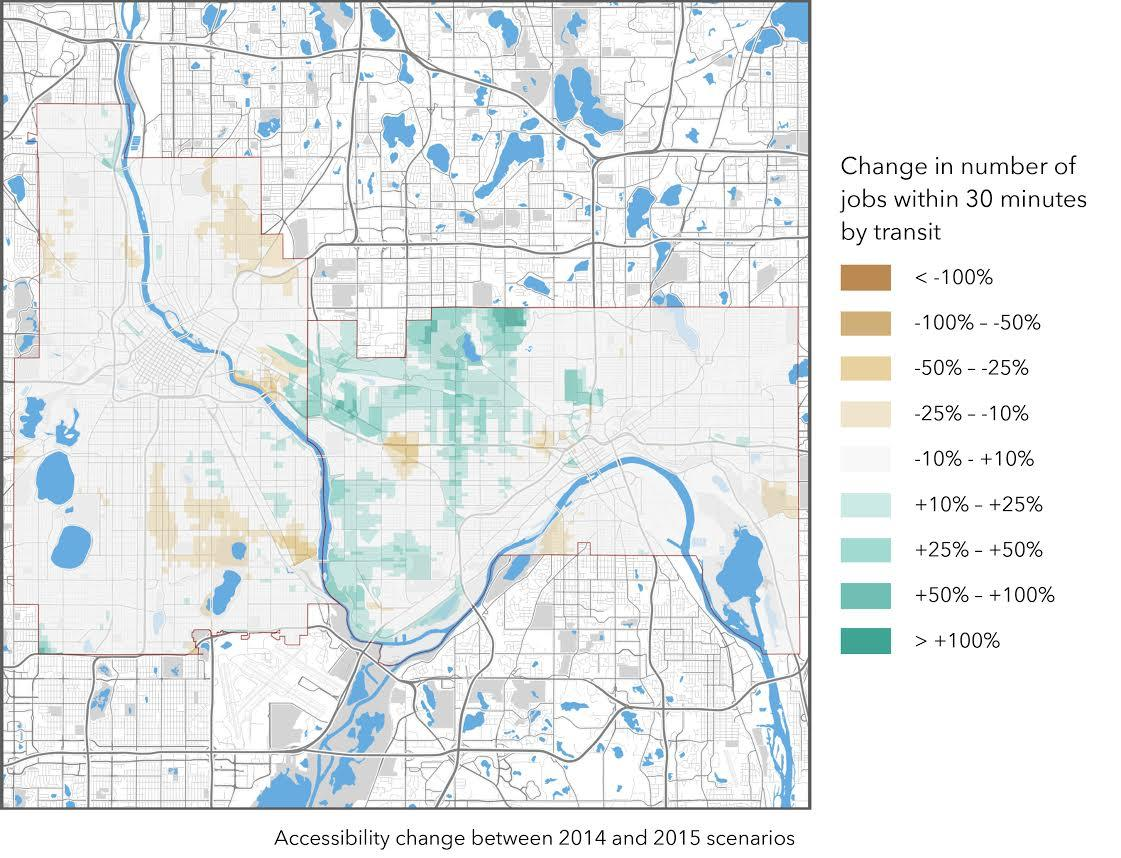 Change in number of
jobs within 30 minutes
by transit
< -100%
-100% – -50%
-50% – -25%
-25% – -10%
-10% - +10%
+10% – +25%
+25% – +50%
+50% – +100%
> +100%
Accessibility change between 2014 and 2015 scenarios